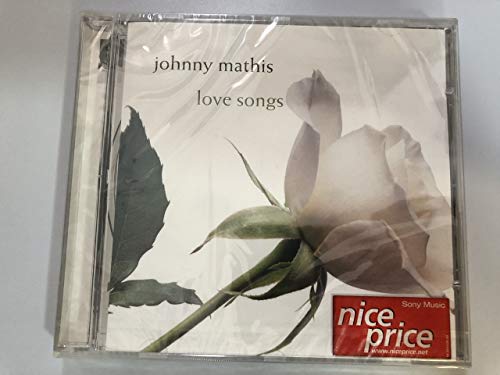 johnny mathis
love songs
Sony Music
nice
price
www.niceprice.net